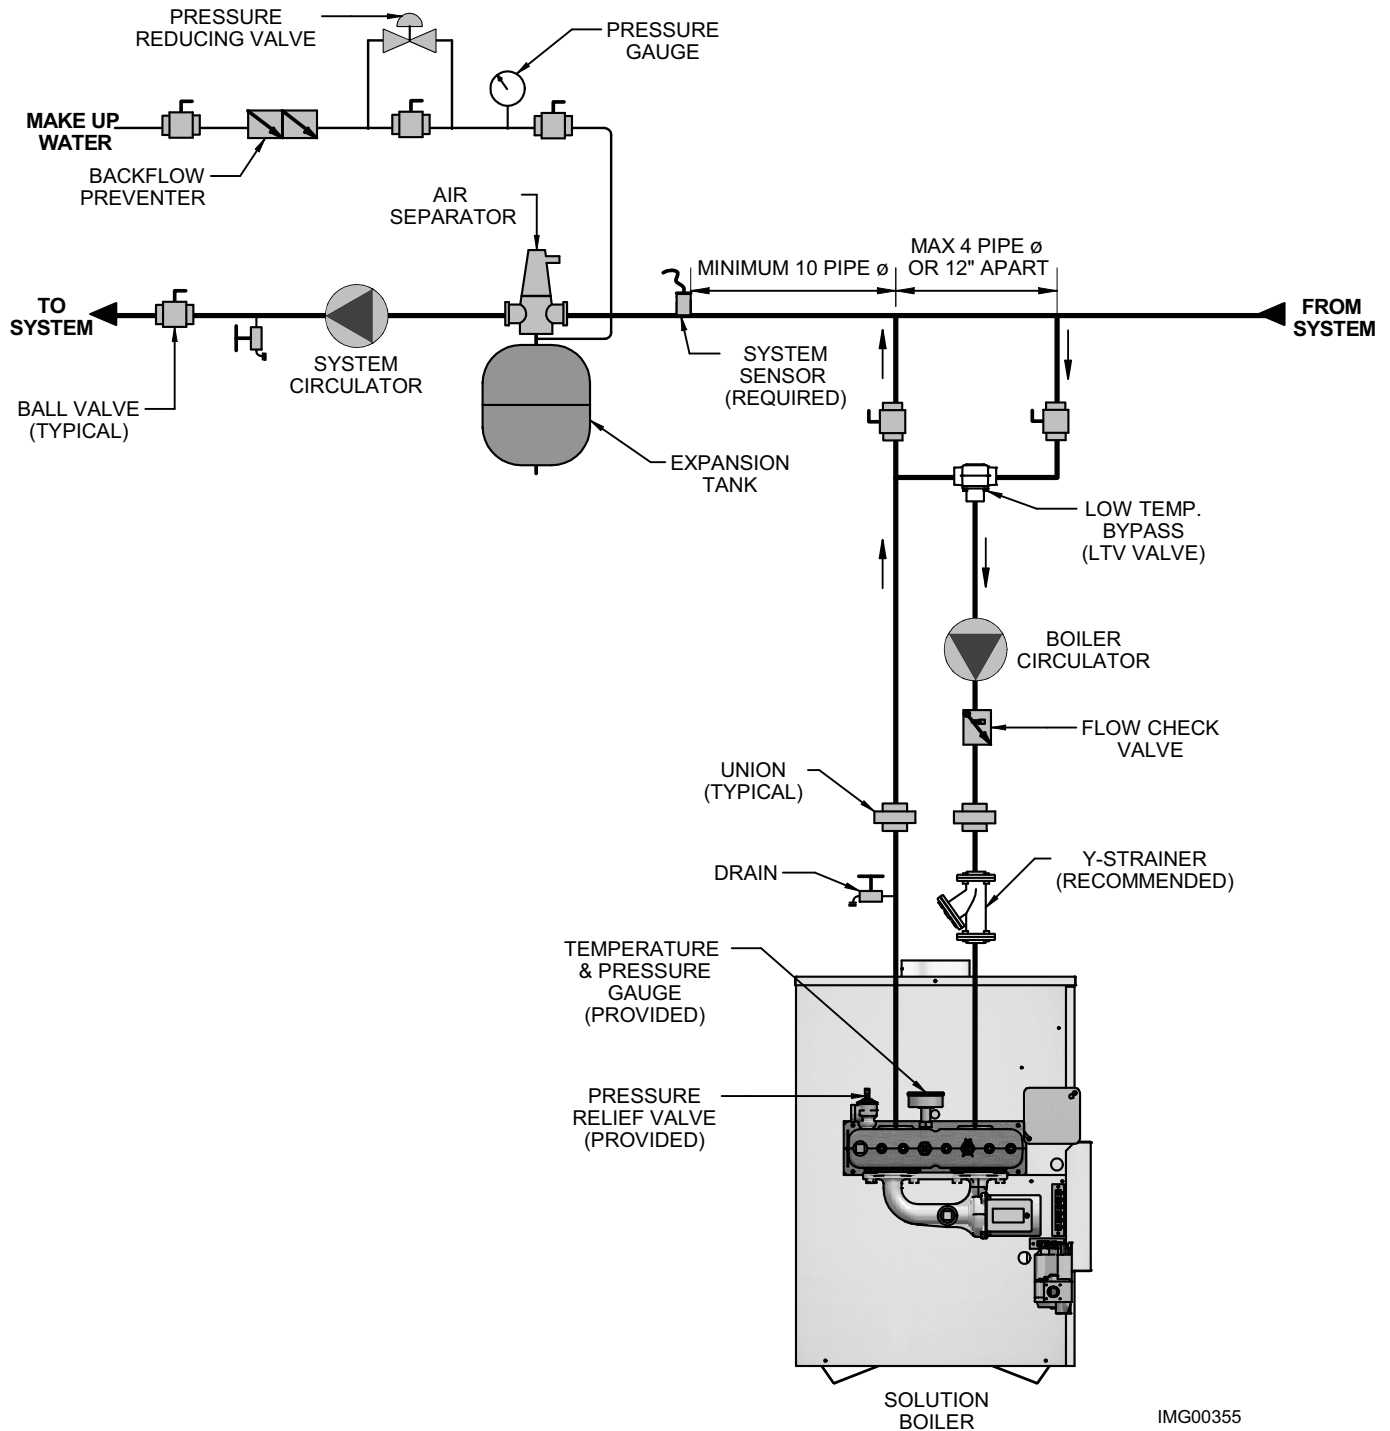 PRESSURE
REDUCING VALVE
PRESSURE
GAUGE
MAKE UP
WATER
BACKFLOW
PREVENTER
AIR
SEPARATOR
MINIMUM 10 PIPE ø
MAX 4 PIPE ø
OR 12" APART
TO
SYSTEM
FROM
SYSTEM
SYSTEM
CIRCULATOR
SYSTEM
SENSOR
(REQUIRED)
BALL VALVE
(TYPICAL)
EXPANSION
TANK
LOW TEMP.
BYPASS
(LTV VALVE)
BOILER
CIRCULATOR
FLOW CHECK
VALVE
UNION
(TYPICAL)
DRAIN
Y-STRAINER
(RECOMMENDED)
TEMPERATURE
& PRESSURE
GAUGE
(PROVIDED)
PRESSURE
RELIEF VALVE
(PROVIDED)
SOLUTION
BOILER
IMG00355